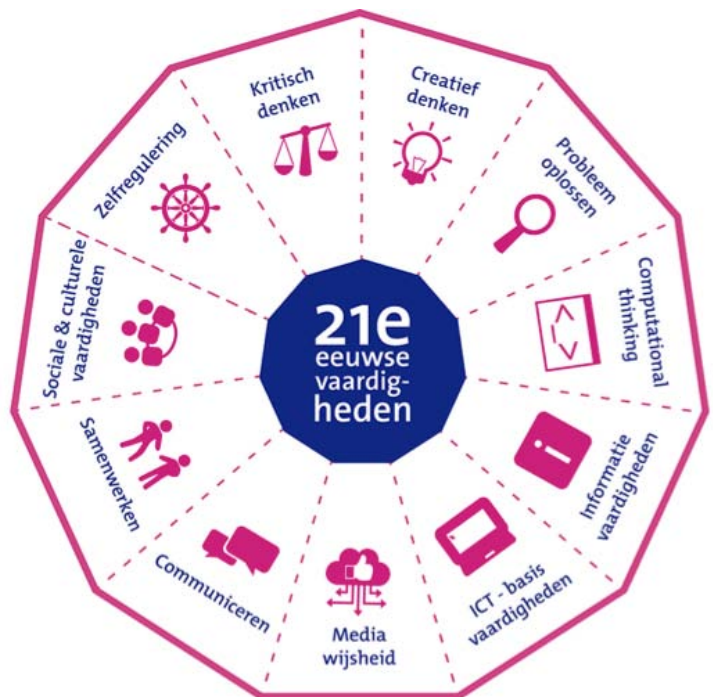 21e
eeuwse
vaardig-
heden
Kritisch
denken
Creatief
denken
Probleem
oplossen
Computational
thinking
Informatie
vaardigheden
ICT - basis
vaardigheden
Media
wijsheid
Communiceren
Samenwerken
Sociale & culturele
vaardigheden
Zelfregulering